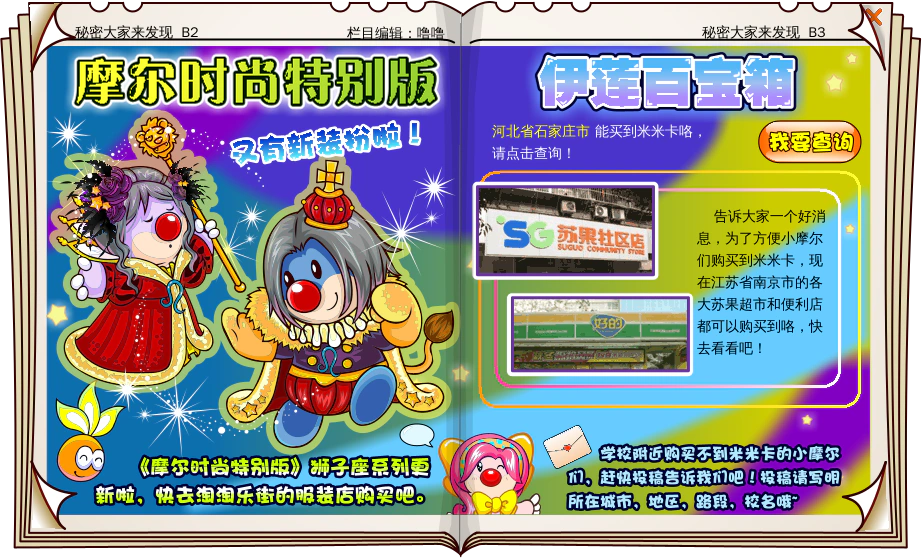 秘密大家来发现 B2
栏目编辑：噜噜
摩尔时尚特别版
又有新装扮啦！
《摩尔时尚特别版》狮子座系列更
新啦，快去淘淘乐街的服装店购买吧。
秘密大家来发现 B3
伊莲百宝箱
河北省石家庄市 能买到米米卡咯，
请点击查询！
我要查询
SG 苏果社区店
SUGUO COMMUNITY STORE
好的
告诉大家一个好消
息，为了方便小摩尔
们购买到米米卡，现
在江苏省南京市的各
大苏果超市和便利店
都可以购买到咯，快
去看看吧！
学校附近购买不到米米卡的小摩尔
们，赶快投稿告诉我们吧！投稿请写明
所在城市，地区，路段，校名哦~